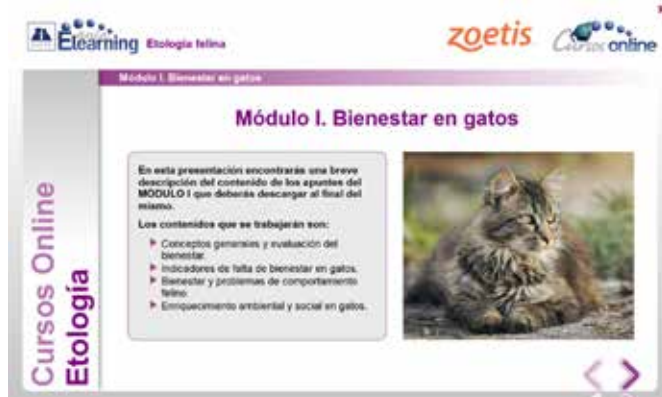 Elearning Etología felina
zoetis
Cursos online
Módulo I. Bienestar en gatos
Módulo I. Bienestar en gatos
En esta presentación encontrarás una breve
descripción del contenido de los apuntes del
MÓDULO I que deberás descargar al final del
mismo.
Los contenidos que se trabajarán son:
Conceptos generales y evaluación del
bienestar.
Indicadores de falta de bienestar en gatos.
Bienestar y problemas de comportamiento
felino.
Enriquecimiento ambiental y social en gatos.
Cursos Online
Etología